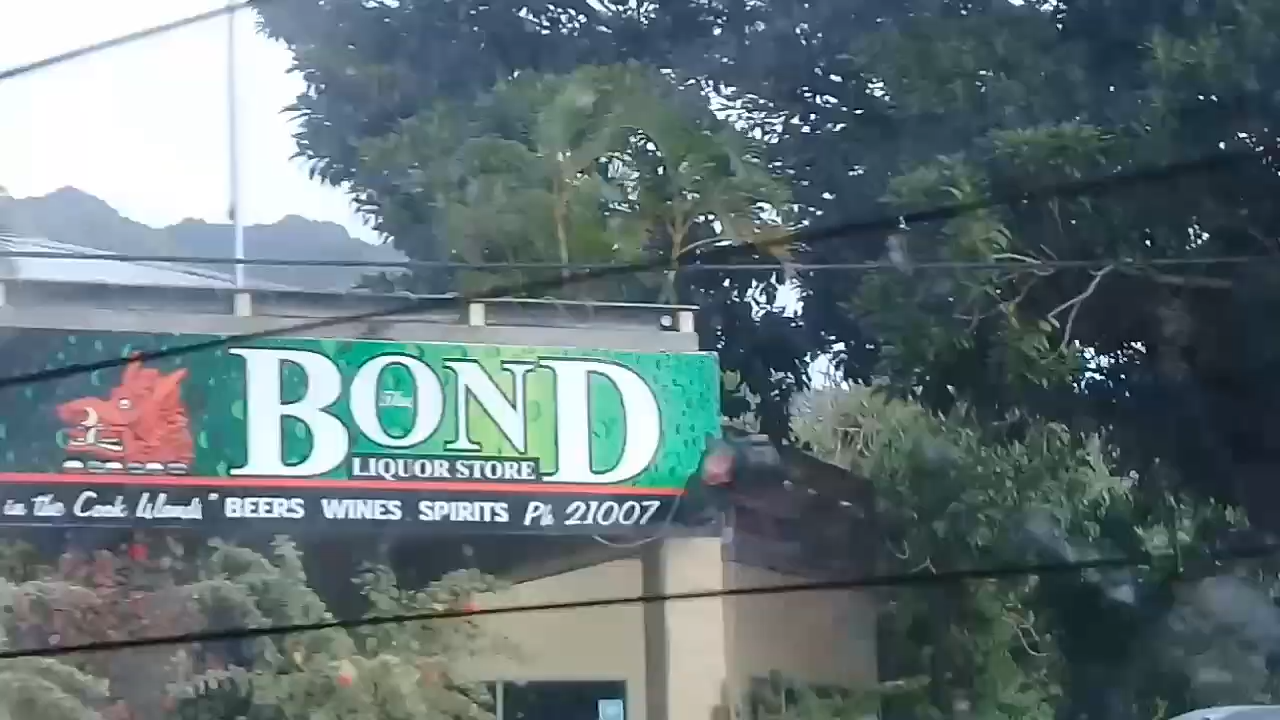 BOND
LIQUOR STORE
in the Cook Islands" BEERS WINES SPIRITS Ph 21007